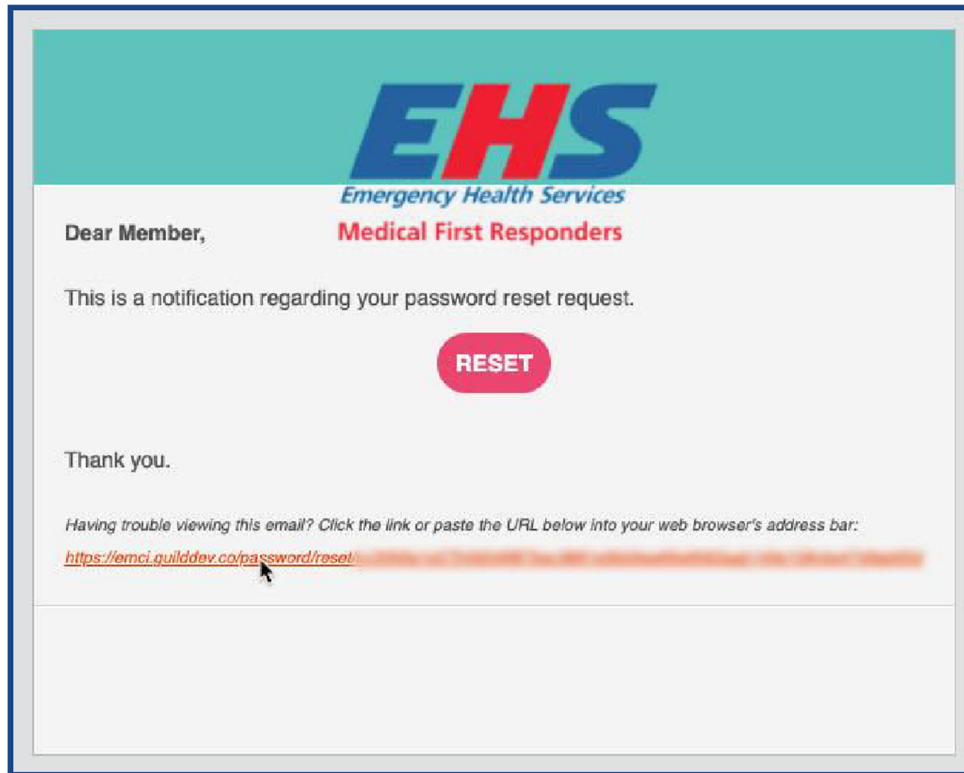 EHS
Emergency Health Services
Medical First Responders
Dear Member,
This is a notification regarding your password reset request.
RESET
Thank you.
Having trouble viewing this email? Click the link or paste the URL below into your web browser's address bar:
https://emci.guilddev.co/password/reset/